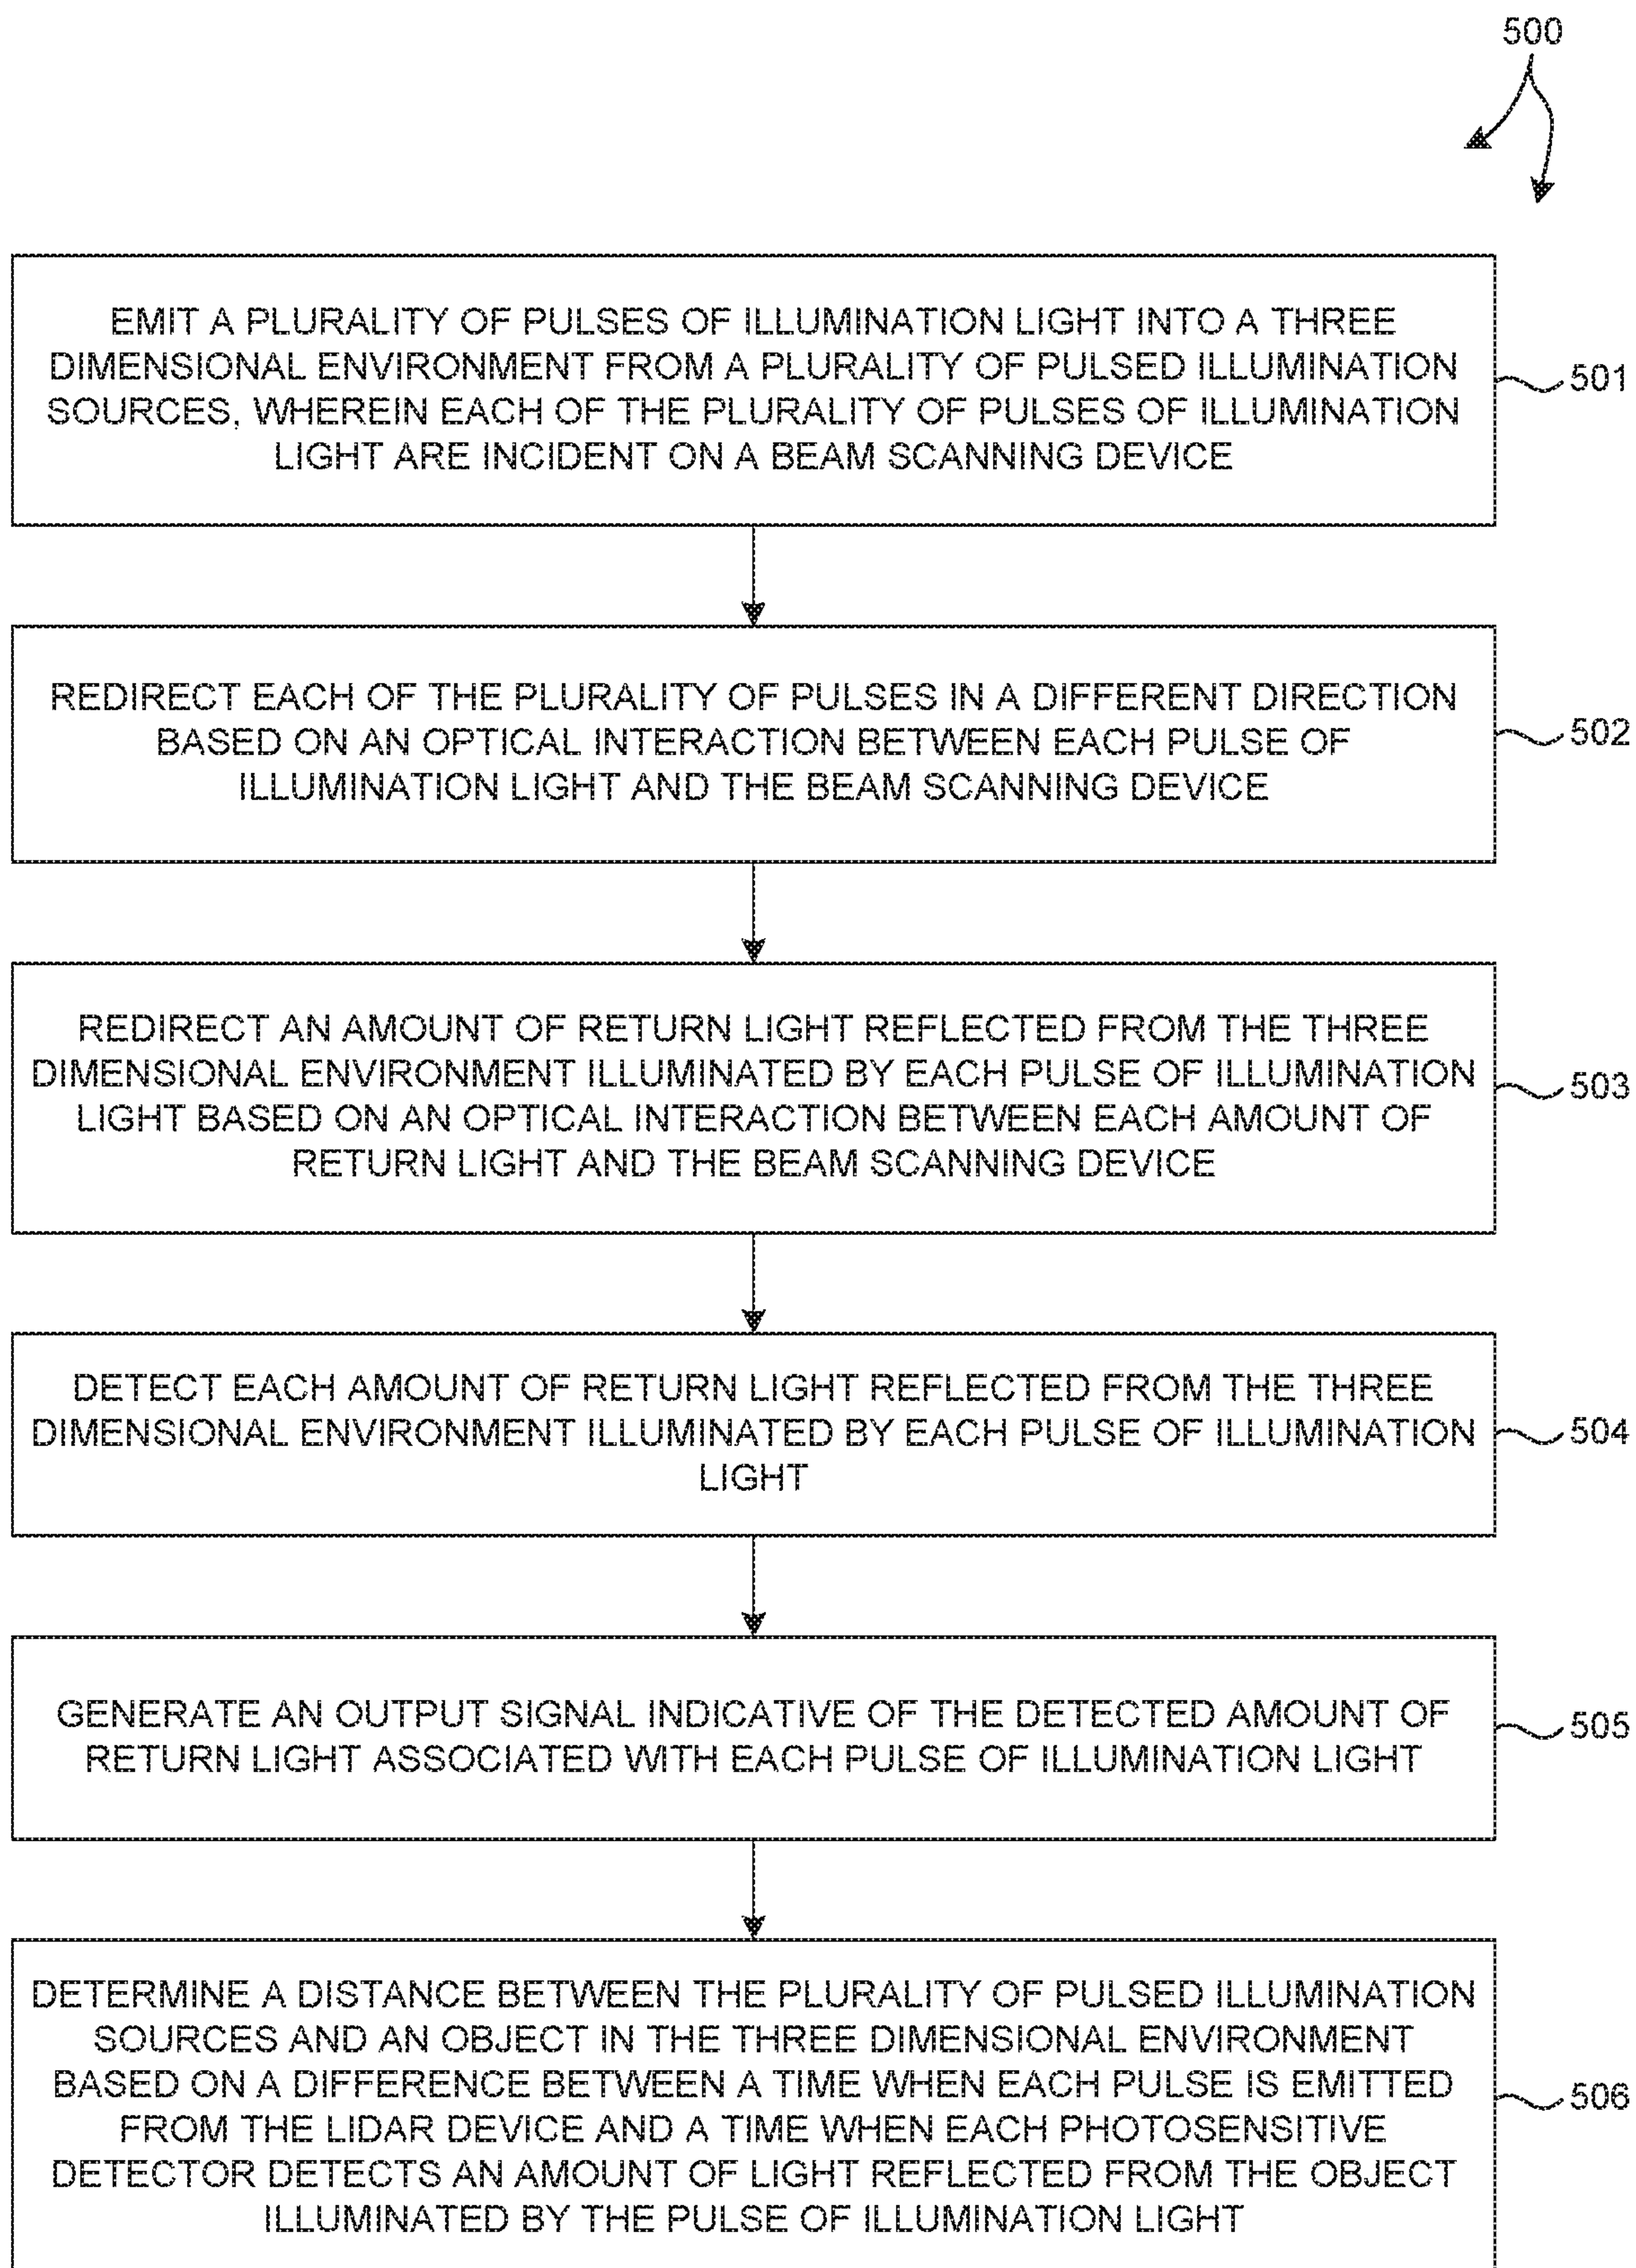 500
EMIT A PLURALITY OF PULSES OF ILLUMINATION LIGHT INTO A THREE
DIMENSIONAL ENVIRONMENT FROM A PLURALITY OF PULSED ILLUMINATION
SOURCES, WHEREIN EACH OF THE PLURALITY OF PULSES OF ILLUMINATION
LIGHT ARE INCIDENT ON A BEAM SCANNING DEVICE
501
REDIRECT EACH OF THE PLURALITY OF PULSES IN A DIFFERENT DIRECTION
BASED ON AN OPTICAL INTERACTION BETWEEN EACH PULSE OF
ILLUMINATION LIGHT AND THE BEAM SCANNING DEVICE
502
REDIRECT AN AMOUNT OF RETURN LIGHT REFLECTED FROM THE THREE
DIMENSIONAL ENVIRONMENT ILLUMINATED BY EACH PULSE OF ILLUMINATION
LIGHT BASED ON AN OPTICAL INTERACTION BETWEEN EACH AMOUNT OF
RETURN LIGHT AND THE BEAM SCANNING DEVICE
503
DETECT EACH AMOUNT OF RETURN LIGHT REFLECTED FROM THE THREE
DIMENSIONAL ENVIRONMENT ILLUMINATED BY EACH PULSE OF ILLUMINATION
LIGHT
504
GENERATE AN OUTPUT SIGNAL INDICATIVE OF THE DETECTED AMOUNT OF
RETURN LIGHT ASSOCIATED WITH EACH PULSE OF ILLUMINATION LIGHT
505
DETERMINE A DISTANCE BETWEEN THE PLURALITY OF PULSED ILLUMINATION
SOURCES AND AN OBJECT IN THE THREE DIMENSIONAL ENVIRONMENT
BASED ON A DIFFERENCE BETWEEN A TIME WHEN EACH PULSE IS EMITTED
FROM THE LIDAR DEVICE AND A TIME WHEN EACH PHOTOSENSITIVE
DETECTOR DETECTS AN AMOUNT OF LIGHT REFLECTED FROM THE OBJECT
ILLUMINATED BY THE PULSE OF ILLUMINATION LIGHT
506